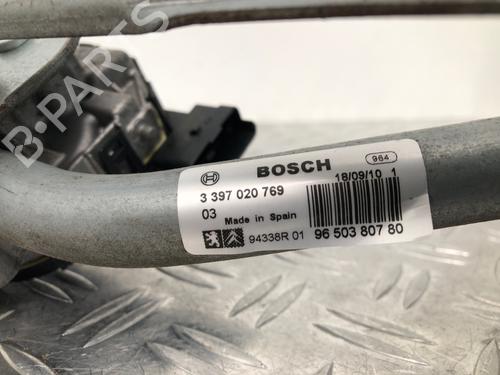 B-PARTS
BOSCH
984
3 397 020 769
18/09/10 1
03 Made in Spain
94338R 01
96 503 807 80